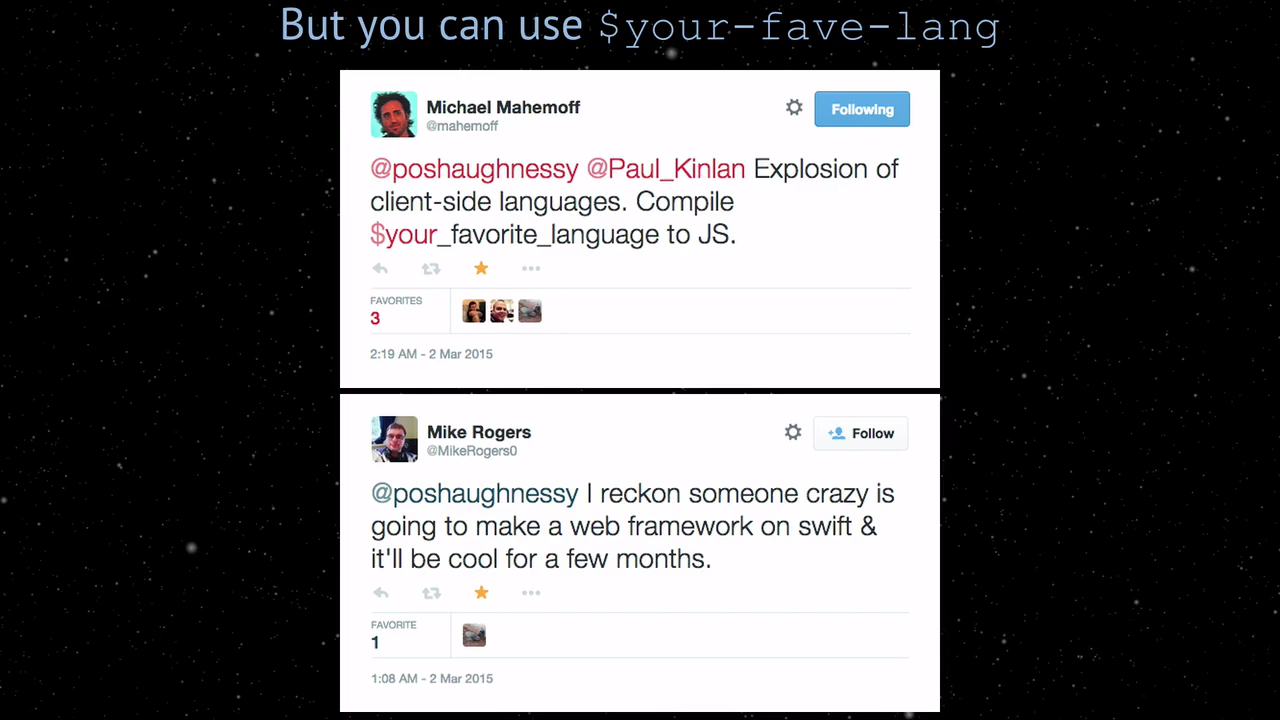 But you can use $your-fave-lang
Michael Mahemoff
@mahemoff
Following
@poshaughnessy @Paul_Kinlan Explosion of
client-side languages. Compile
$your_favorite_language to JS.
FAVORITES
3
2:19 AM - 2 Mar 2015
Mike Rogers
@MikeRogers0
Follow
@poshaughnessy I reckon someone crazy is
going to make a web framework on swift &
it'll be cool for a few months.
FAVORITE
1
1:08 AM - 2 Mar 2015